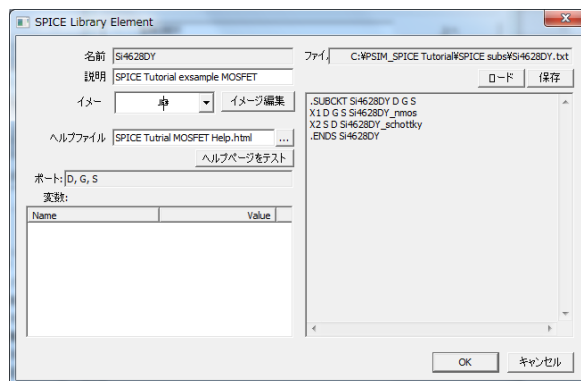 SPICE Library Element
名前 Si4628DY
説明 SPICE Tutorial exsample MOSFET
イメー イメージ編集
ヘルプファイル SPICE Tutrial MOSFET Help.html ...
ヘルプページをテスト
ポート: D, G, S
変数:
Name Value
ファイ C:¥PSIM_SPICE Tutorial¥SPICE subs¥Si4628DY.txt
ロード 保存
.SUBCKT Si4628DY D G S
X1 D G S Si4628DY_nmos
X2 S D Si4628DY_schottky
.ENDS Si4628DY
OK キャンセル